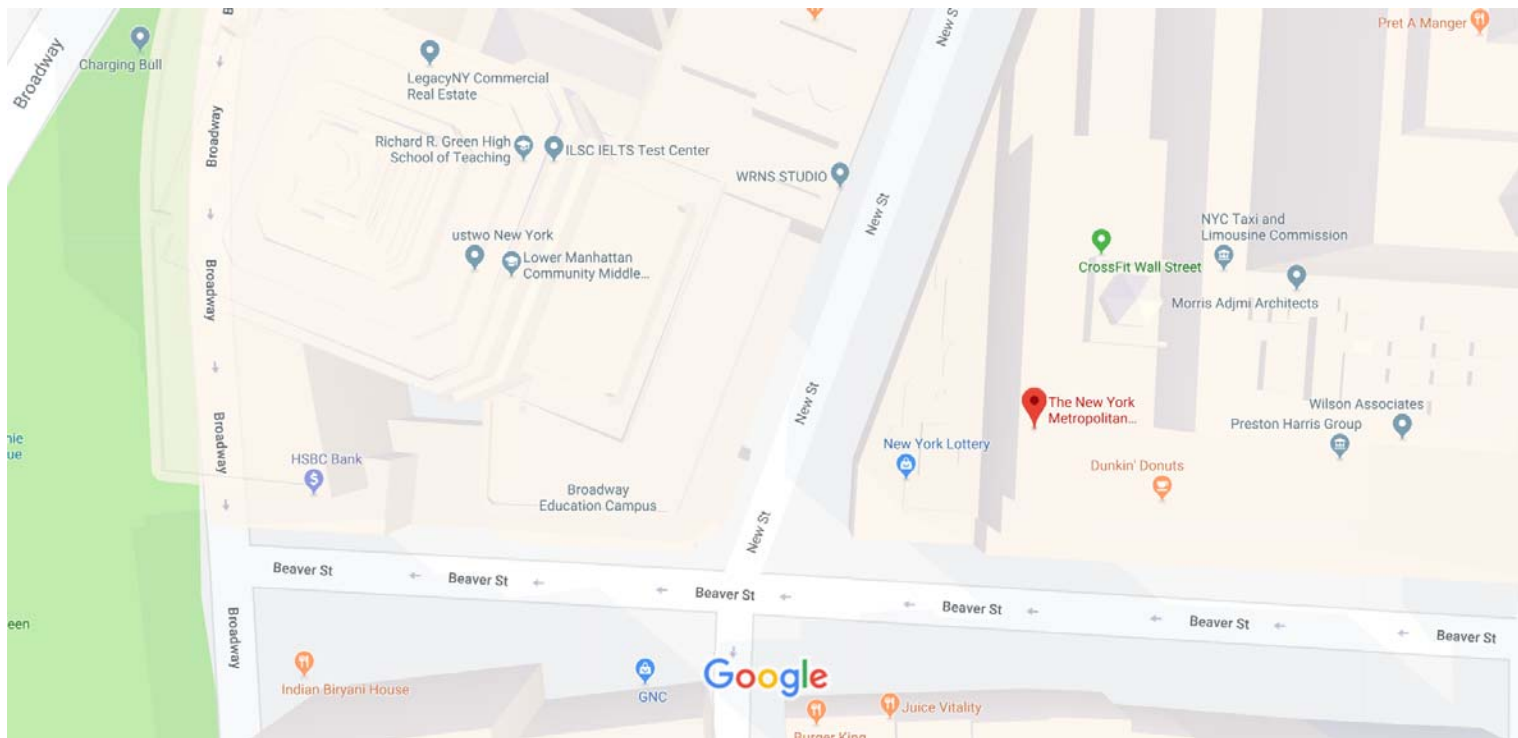 New St
Pret A Manger
Broadway
Charging Bull
LegacyNY Commercial
Real Estate
Broadway
Richard R. Green High
School of Teaching
ILSC IELTS Test Center
WRNS STUDIO
New St
NYC Taxi and
Limousine Commission
ustwo New York
Lower Manhattan
Community Middle...
Broadway
CrossFit Wall Street
Morris Adjmi Architects
New St
The New York
Metropolitan...
Wilson Associates
Preston Harris Group
Broadway
New York Lottery
HSBC Bank
$
Dunkin' Donuts
Broadway
Education Campus
New St
Beaver St
Beaver St
Beaver St
Beaver St
Beaver St
Beaver St
Broadway
Google
Indian Biryani House
GNC
Juice Vitality
Burger King